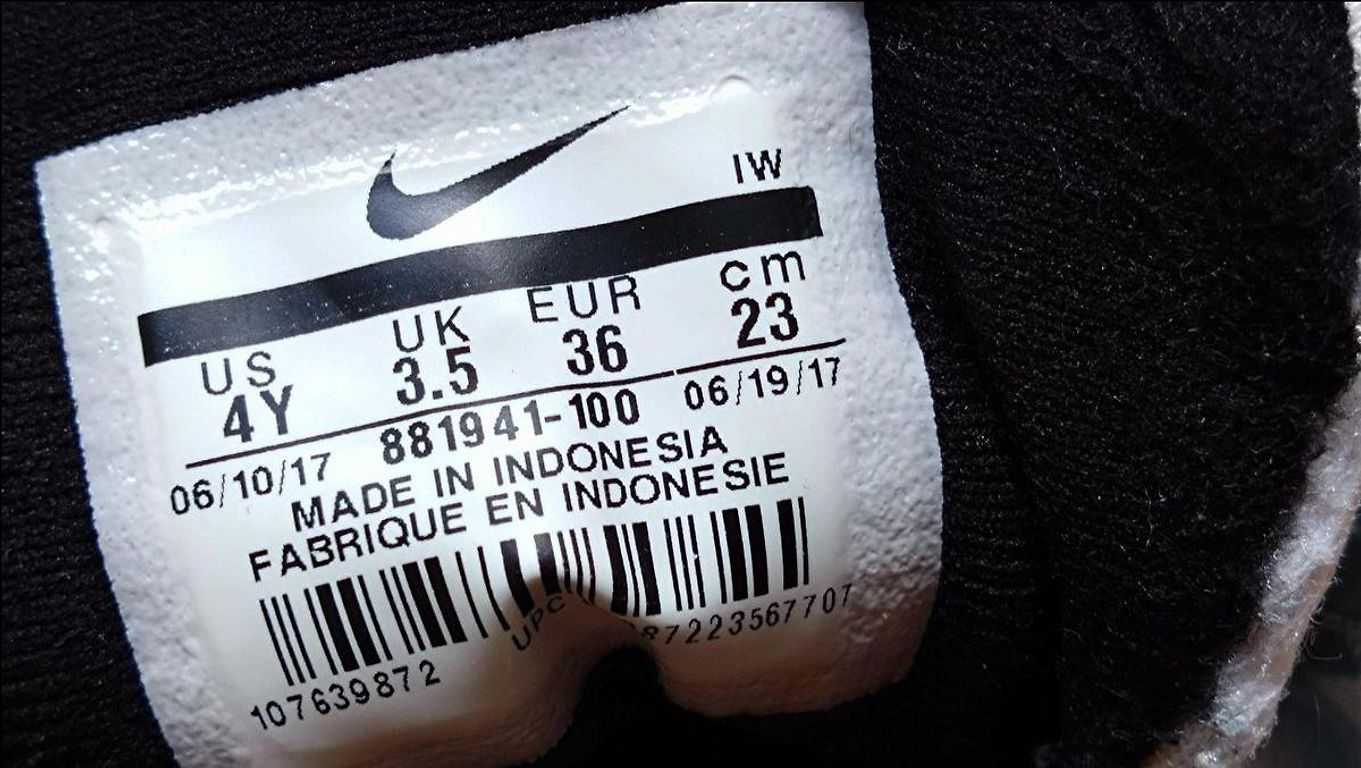 IW
US UK EUR cm
4Y 3.5 36 23
06/10/17 881941-100 06/19/17
MADE IN INDONESIA
FABRIQUE EN INDONESIE
107639872 UPC 87223567707